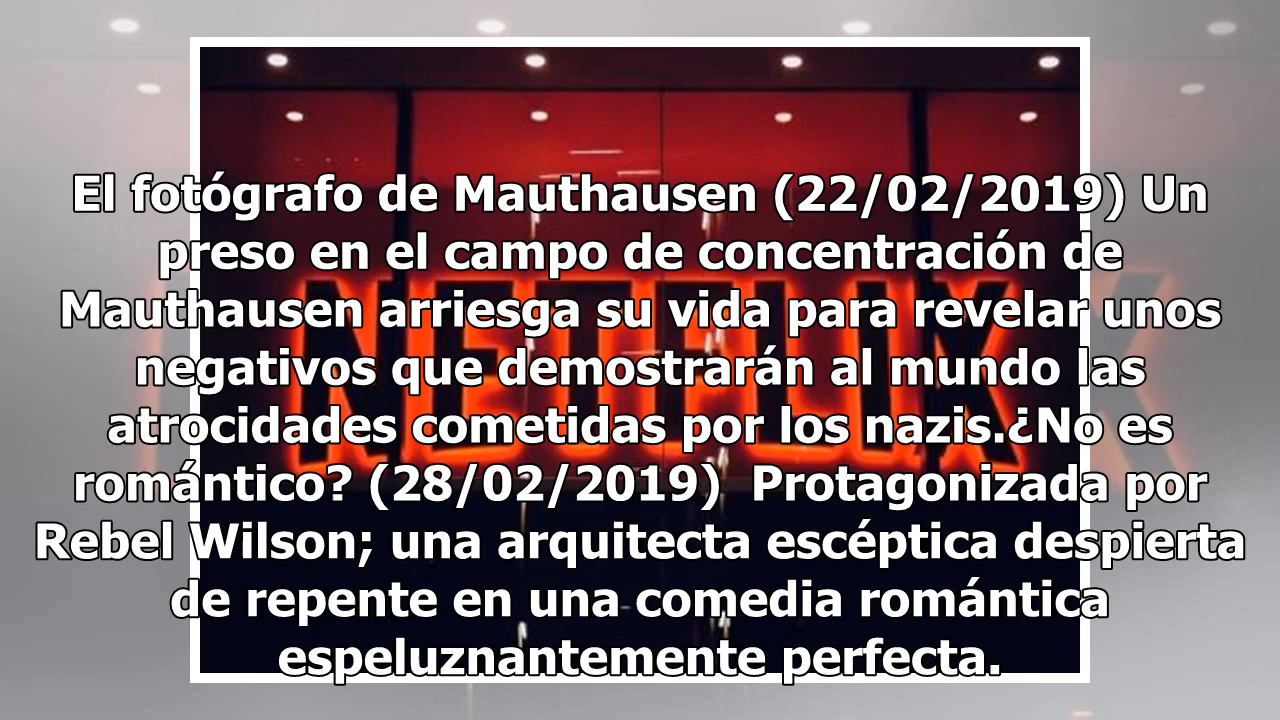 El fotógrafo de Mauthausen (22/02/2019) Un
preso en el campo de concentración de
Mauthausen arriesga su vida para revelar unos
negativos que demostrarán al mundo las
atrocidades cometidas por los nazis.¿No es
romántico? (28/02/2019)  Protagonizada por
Rebel Wilson; una arquitecta escéptica despierta
de repente en una comedia romántica
espeluznantemente perfecta.
NETFLIX